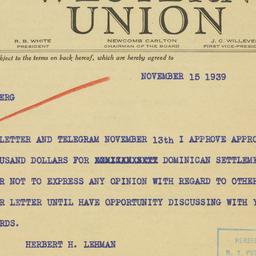 WESTERN
UNION
R. B. WHITE
PRESIDENT
NEWCOMB CARLTON
CHAIRMAN OF THE BOARD
J. C. WILLEVER
FIRST VICE-PRESIDENT
ject to the terms on back hereof, which are hereby agreed to
NOVEMBER 15 1939
ERG
LETTER AND TELEGRAM NOVEMBER 13th I APPROVE APPRO
USAND DOLLARS FOR DOMINICAN SETTLEME
R NOT TO EXPRESS ANY OPINION WITH REGARD TO OTHER
R LETTER UNTIL HAVE OPPORTUNITY DISCUSSING WITH Y
RDS.
HERBERT H. LEHMAN